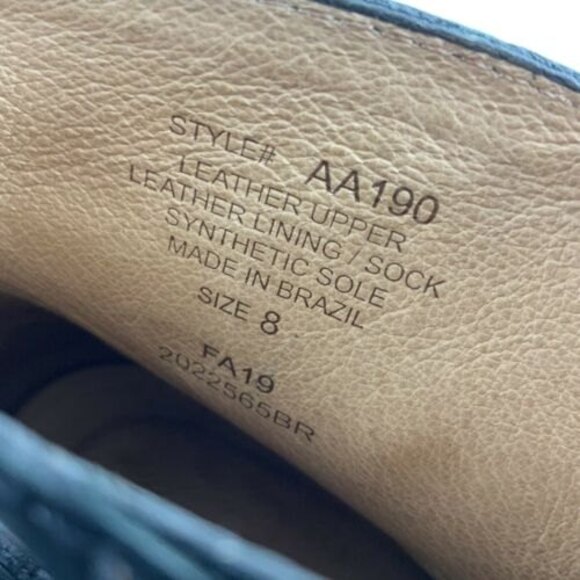 STYLE# AA190
LEATHER UPPER
LEATHER LINING / SOCK
SYNTHETIC SOLE
MADE IN BRAZIL
SIZE 8
FA19
2022565BR